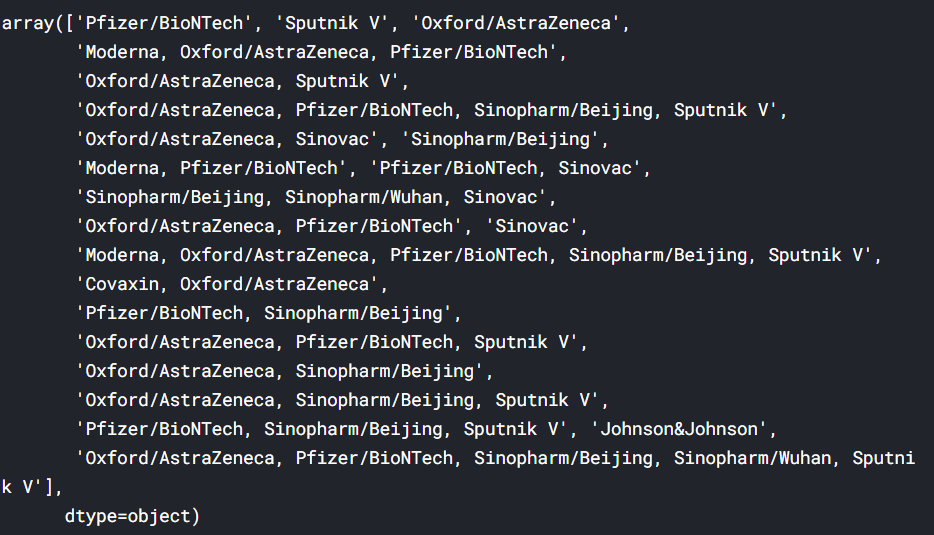 array(['Pfizer/BioNTech', 'Sputnik V', 'Oxford/AstraZeneca',
'Moderna, Oxford/AstraZeneca, Pfizer/BioNTech',
'Oxford/AstraZeneca, Sputnik V',
'Oxford/AstraZeneca, Pfizer/BioNTech, Sinopharm/Beijing, Sputnik V',
'Oxford/AstraZeneca, Sinovac', 'Sinopharm/Beijing',
'Moderna, Pfizer/BioNTech', 'Pfizer/BioNTech, Sinovac',
'Sinopharm/Beijing, Sinopharm/Wuhan, Sinovac',
'Oxford/AstraZeneca, Pfizer/BioNTech', 'Sinovac',
'Moderna, Oxford/AstraZeneca, Pfizer/BioNTech, Sinopharm/Beijing, Sputnik V',
'Covaxin, Oxford/AstraZeneca',
'Pfizer/BioNTech, Sinopharm/Beijing',
'Oxford/AstraZeneca, Pfizer/BioNTech, Sputnik V',
'Oxford/AstraZeneca, Sinopharm/Beijing',
'Oxford/AstraZeneca, Sinopharm/Beijing, Sputnik V',
'Pfizer/BioNTech, Sinopharm/Beijing, Sputnik V', 'Johnson&Johnson',
'Oxford/AstraZeneca, Pfizer/BioNTech, Sinopharm/Beijing, Sinopharm/Wuhan, Sputni
k V'],
dtype=object)